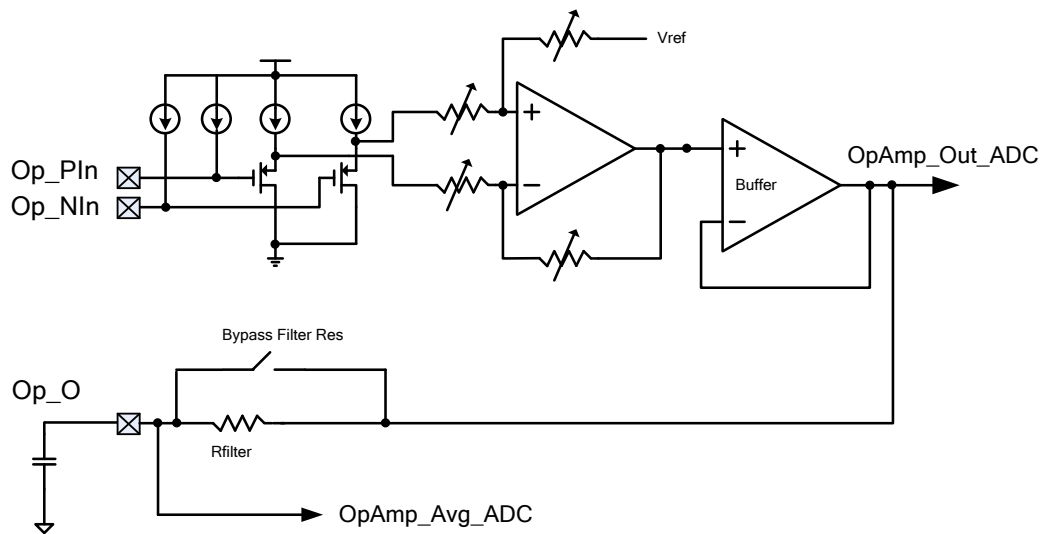 Vref
Op_PIn
Op_NIn
+
−
+
−
Buffer
OpAmp_Out_ADC
Bypass Filter Res
Op_O
Rfilter
OpAmp_Avg_ADC